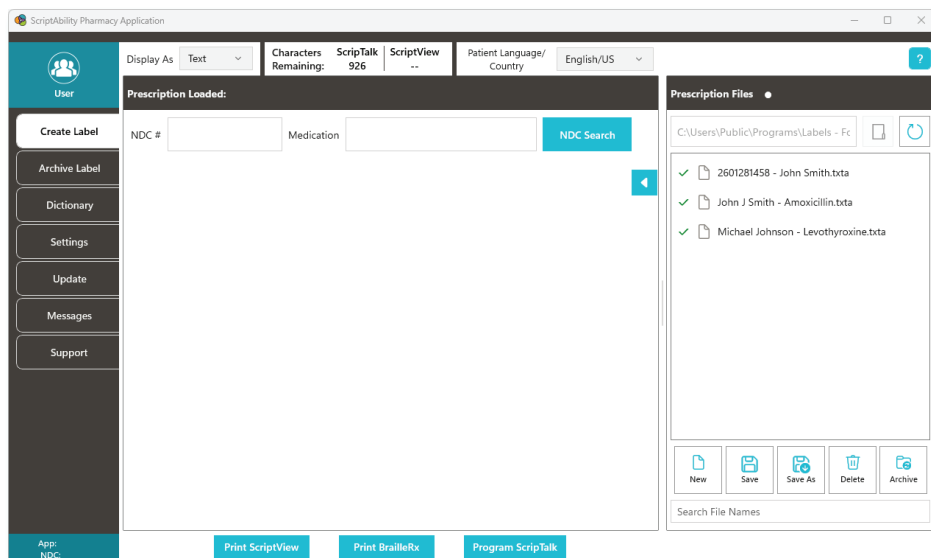 ScriptAbility Pharmacy Application
User
Create Label
Archive Label
Dictionary
Settings
Update
Messages
Support
App:
NDC:
Display As Text
Characters Remaining: ScripTalk 926 ScriptView --
Patient Language/ Country English/US
?
Prescription Loaded:
NDC # Medication NDC Search
Print ScriptView Print BrailleRx Program ScripTalk
Prescription Files
C:\Users\Public\Programs\Labels - Fo
2601281458 - John Smith.txta
John J Smith - Amoxicillin.txta
Michael Johnson - Levothyroxine.txta
New Save Save As Delete Archive
Search File Names